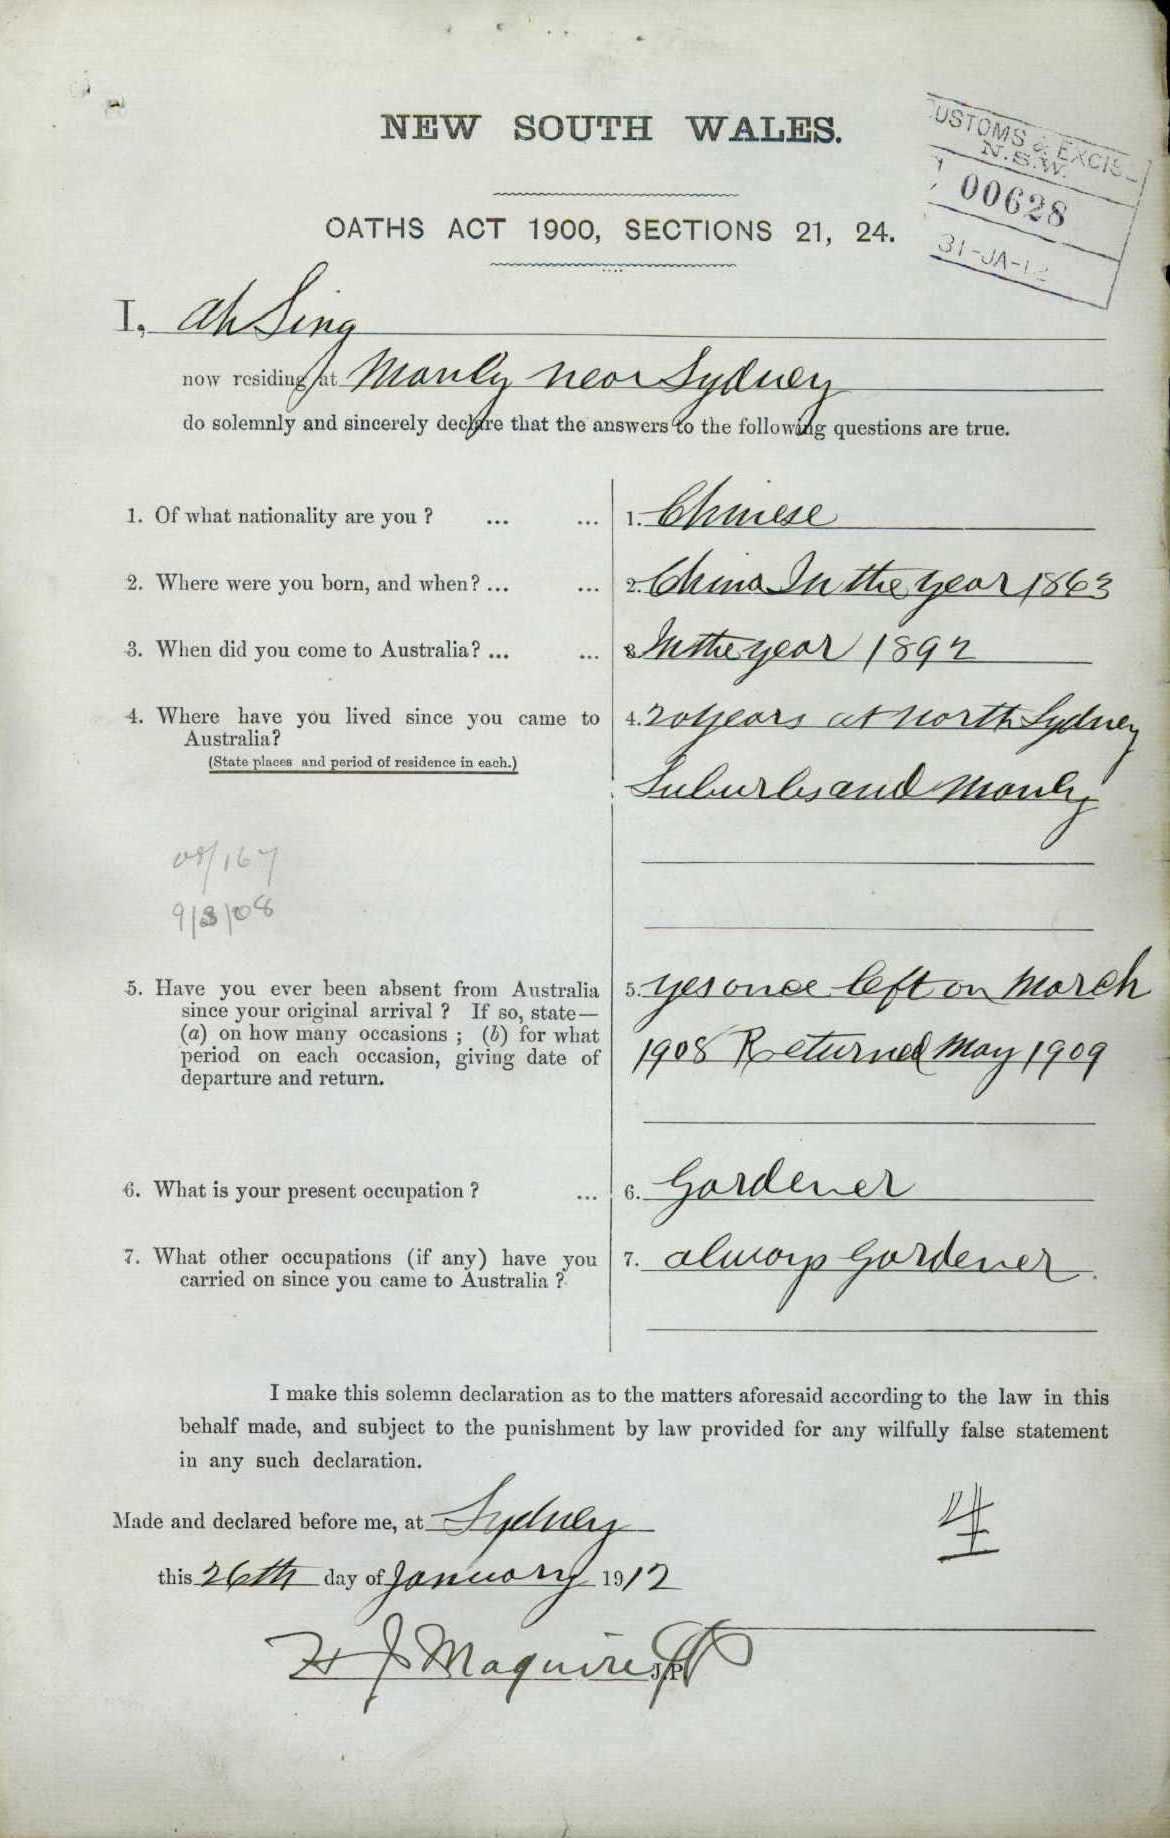 NEW SOUTH WALES.
CUSTOMS & EXCISE
N.S.W.
00628
31-JA-12
OATHS ACT 1900, SECTIONS 21, 24.
I, Ah Sing
now residing at Manly near Sydney
do solemnly and sincerely declare that the answers to the following questions are true.
1. Of what nationality are you ? ... ... 1. Chinese
2. Where were you born, and when? ... ... 2. China In the year 1863
3. When did you come to Australia? ... ... 3. In the year 1892
4. Where have you lived since you came to 4. 20 years at North Sydney
Australia?
(State places and period of residence in each.)
Suburbs and Manly
08/167
9/3/08
5. Have you ever been absent from Australia 5. yes once left on March
since your original arrival ? If so, state—
(a) on how many occasions ; (b) for what
1908 Returned May 1909
period on each occasion, giving date of
departure and return.
6. What is your present occupation ? ... 6. Gardener
7. What other occupations (if any) have you 7. always Gardener
carried on since you came to Australia ?
I make this solemn declaration as to the matters aforesaid according to the law in this
behalf made, and subject to the punishment by law provided for any wilfully false statement
in any such declaration.
Made and declared before me, at Sydney
this 26th day of January 1912
J Maguire J.P.